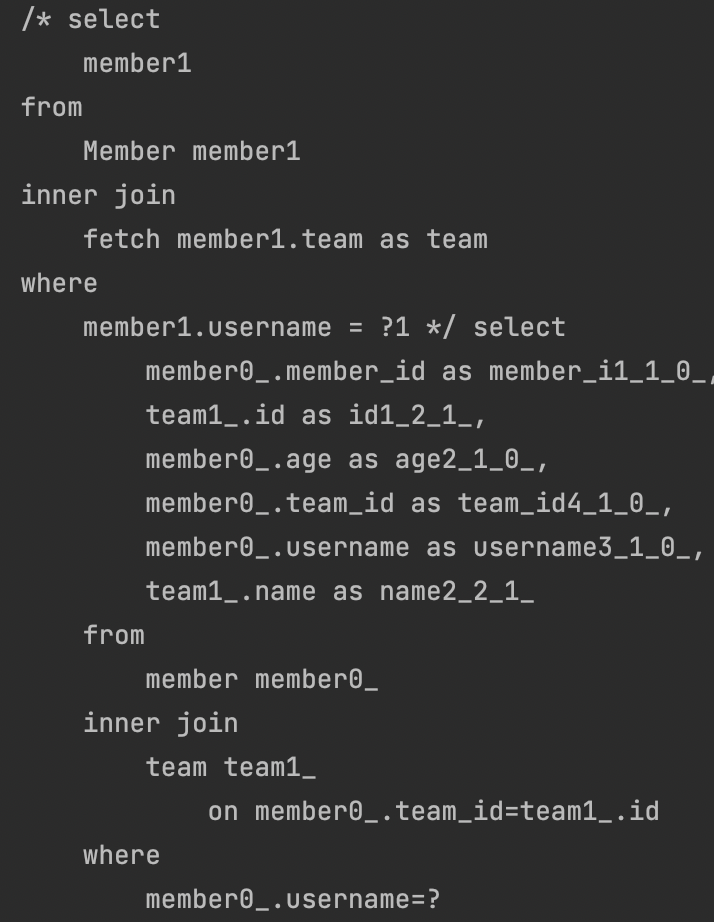 /* select
    member1
from
    Member member1
inner join
    fetch member1.team as team
where
    member1.username = ?1 */ select
        member0_.member_id as member_i1_1_0_,
        team1_.id as id1_2_1_,
        member0_.age as age2_1_0_,
        member0_.team_id as team_id4_1_0_,
        member0_.username as username3_1_0_,
        team1_.name as name2_2_1_
    from
        member member0_
    inner join
        team team1_
            on member0_.team_id=team1_.id
    where
        member0_.username=?